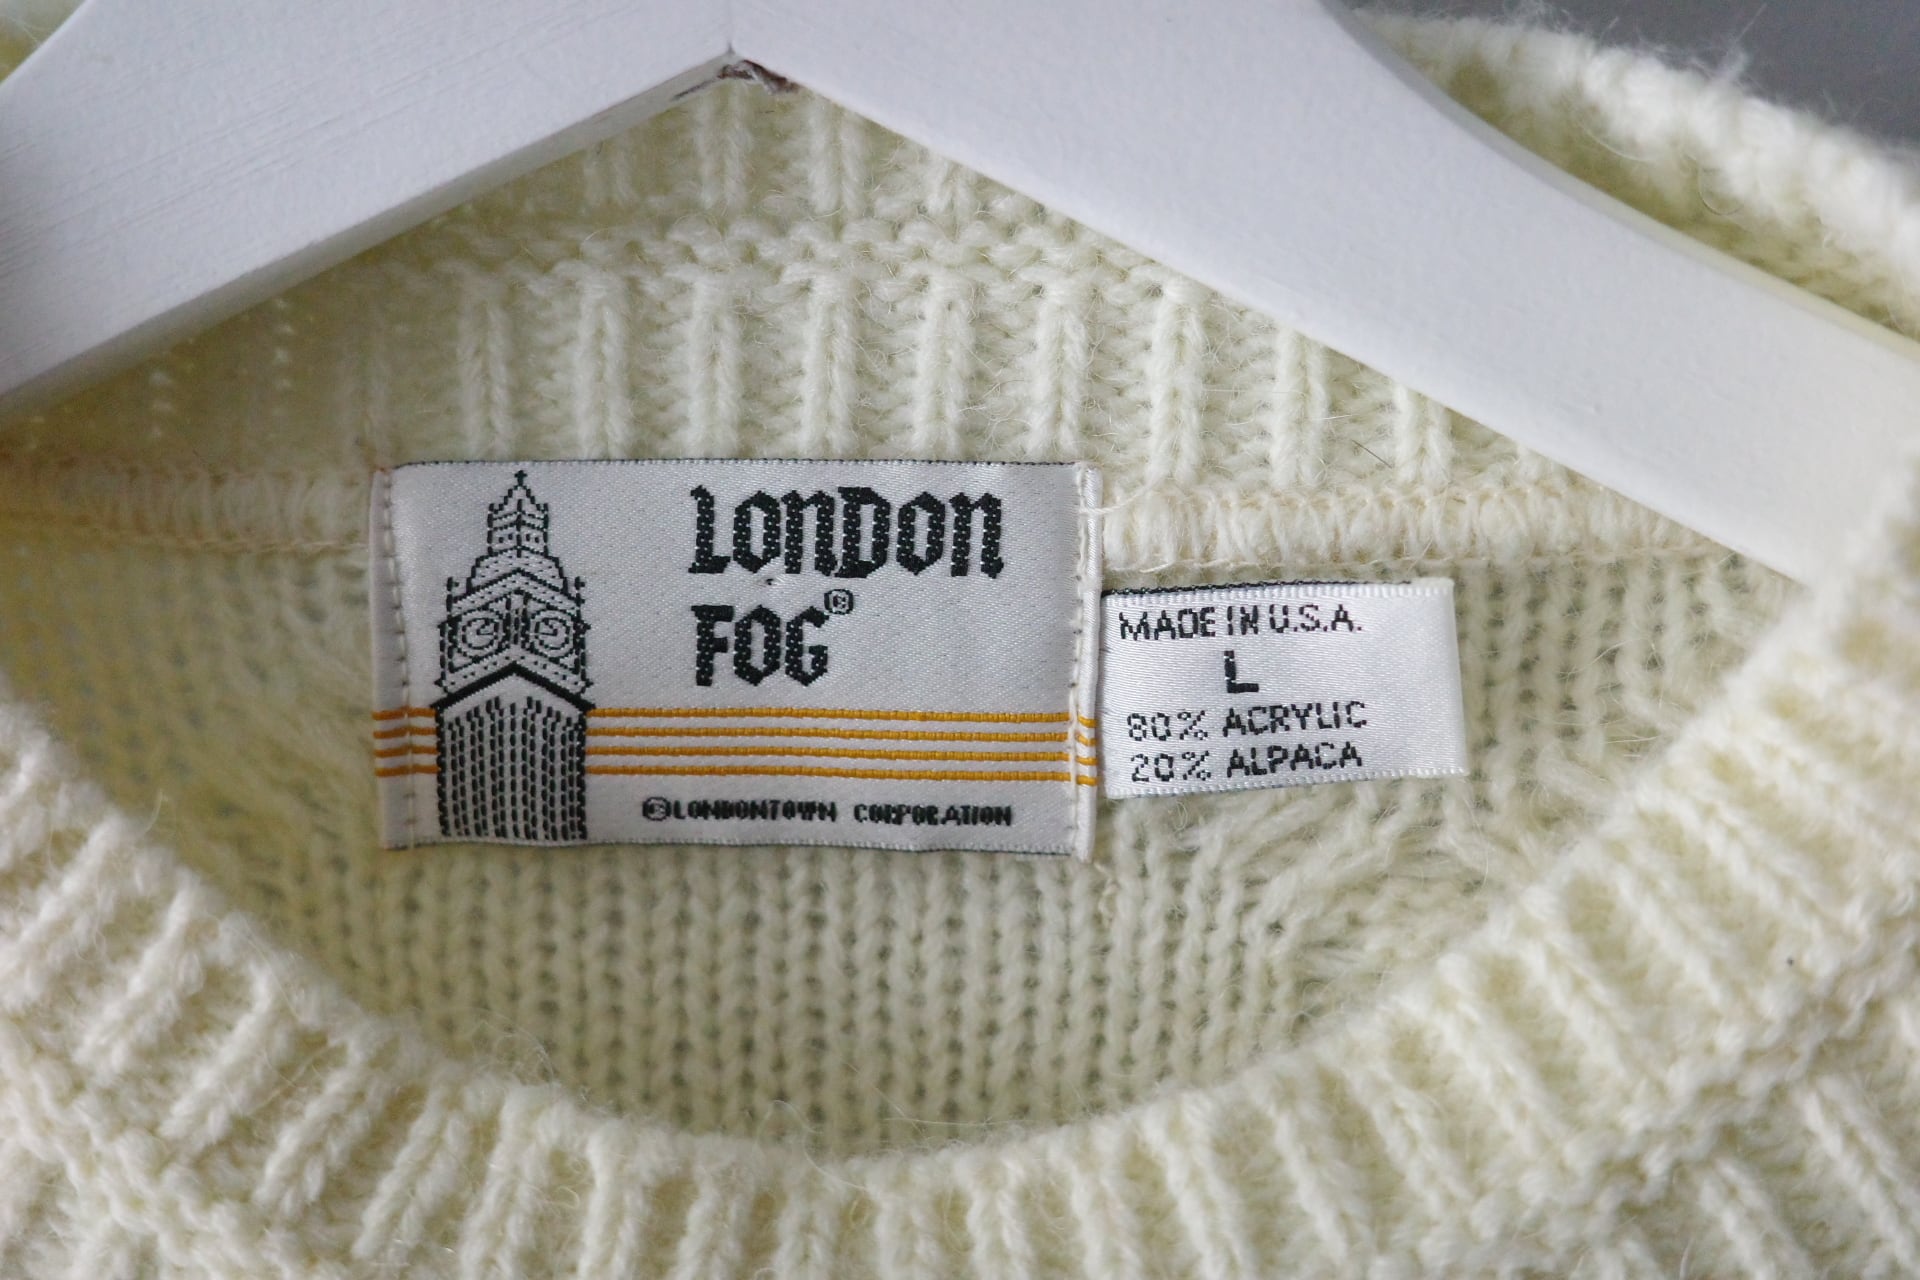 LONDON
FOG®
©LONDONTOWN CORPORATION
MADE IN U.S.A.
L
80% ACRYLIC
20% ALPACA